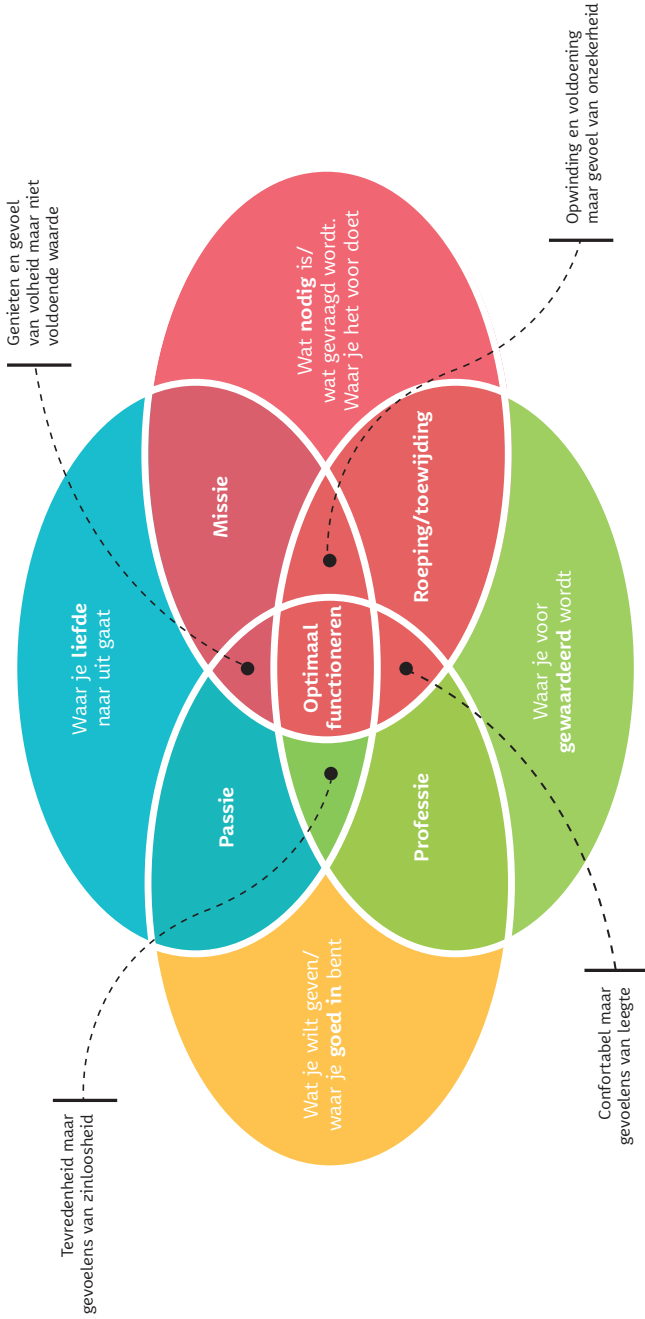 Genieten en gevoel
van volheid maar niet
voldoende waarde
Tevredenheid maar
gevoelens van zinloosheid
Waar je liefde
naar uit gaat
Passie
Missie
Wat je wilt geven/
waar je goed in bent
Optimaal
functioneren
Wat nodig is/
wat gevraagd wordt.
Waar je het voor doet
Professie
Roeping/toewijding
Waar je voor
gewaardeerd wordt
Confortabel maar
gevoelens van leegte
Opwinding en voldoening
maar gevoel van onzekerheid